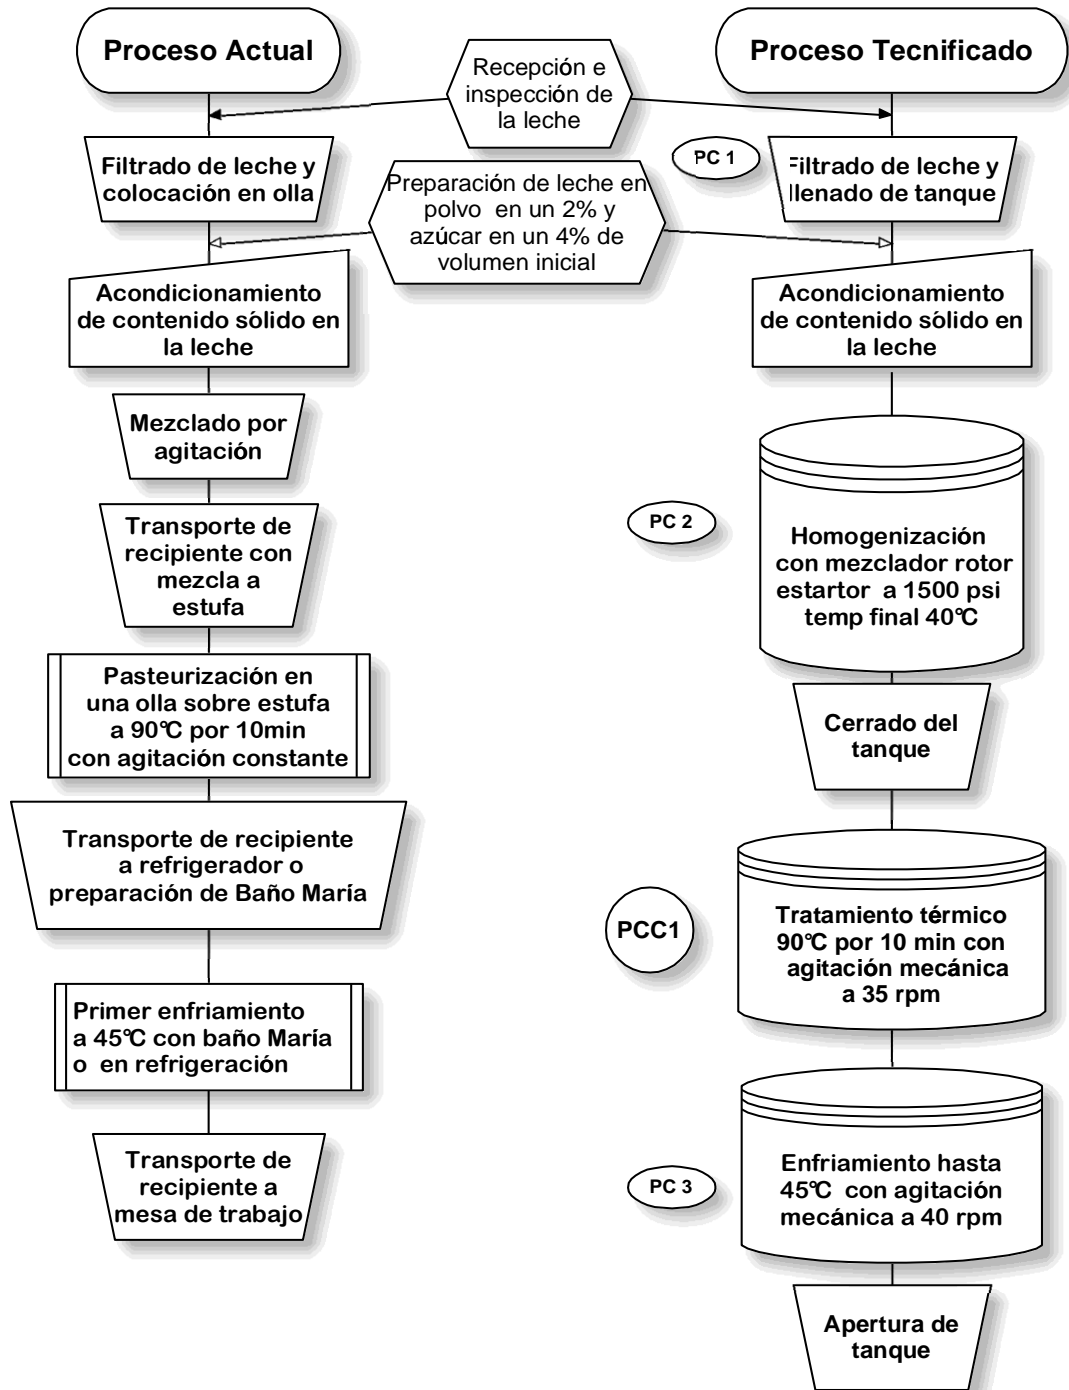 Proceso Actual
Recepción e
inspección de
la leche
Proceso Tecnificado
Filtrado de leche y
colocación en olla
Preparación de leche en
polvo en un 2% y
azúcar en un 4% de
volumen inicial
PC 1
Filtrado de leche y
llenado de tanque
Acondicionamiento
de contenido sólido en
la leche
Mezclado por
agitación
Transporte de
recipiente con
mezcla a
estufa
Pasteurización en
una olla sobre estufa
a 90°C por 10min
con agitación constante
Transporte de recipiente
a refrigerador o
preparación de Baño María
Primer enfriamiento
a 45°C con baño María
o en refrigeración
Transporte de
recipiente a
mesa de trabajo
Acondicionamiento
de contenido sólido en
la leche
PC 2
Homogenización
con mezclador rotor
estartor a 1500 psi
temp final 40°C
Cerrado del
tanque
PCC1
Tratamiento térmico
90°C por 10 min con
agitación mecánica
a 35 rpm
PC 3
Enfriamiento hasta
45°C con agitación
mecánica a 40 rpm
Apertura de
tanque